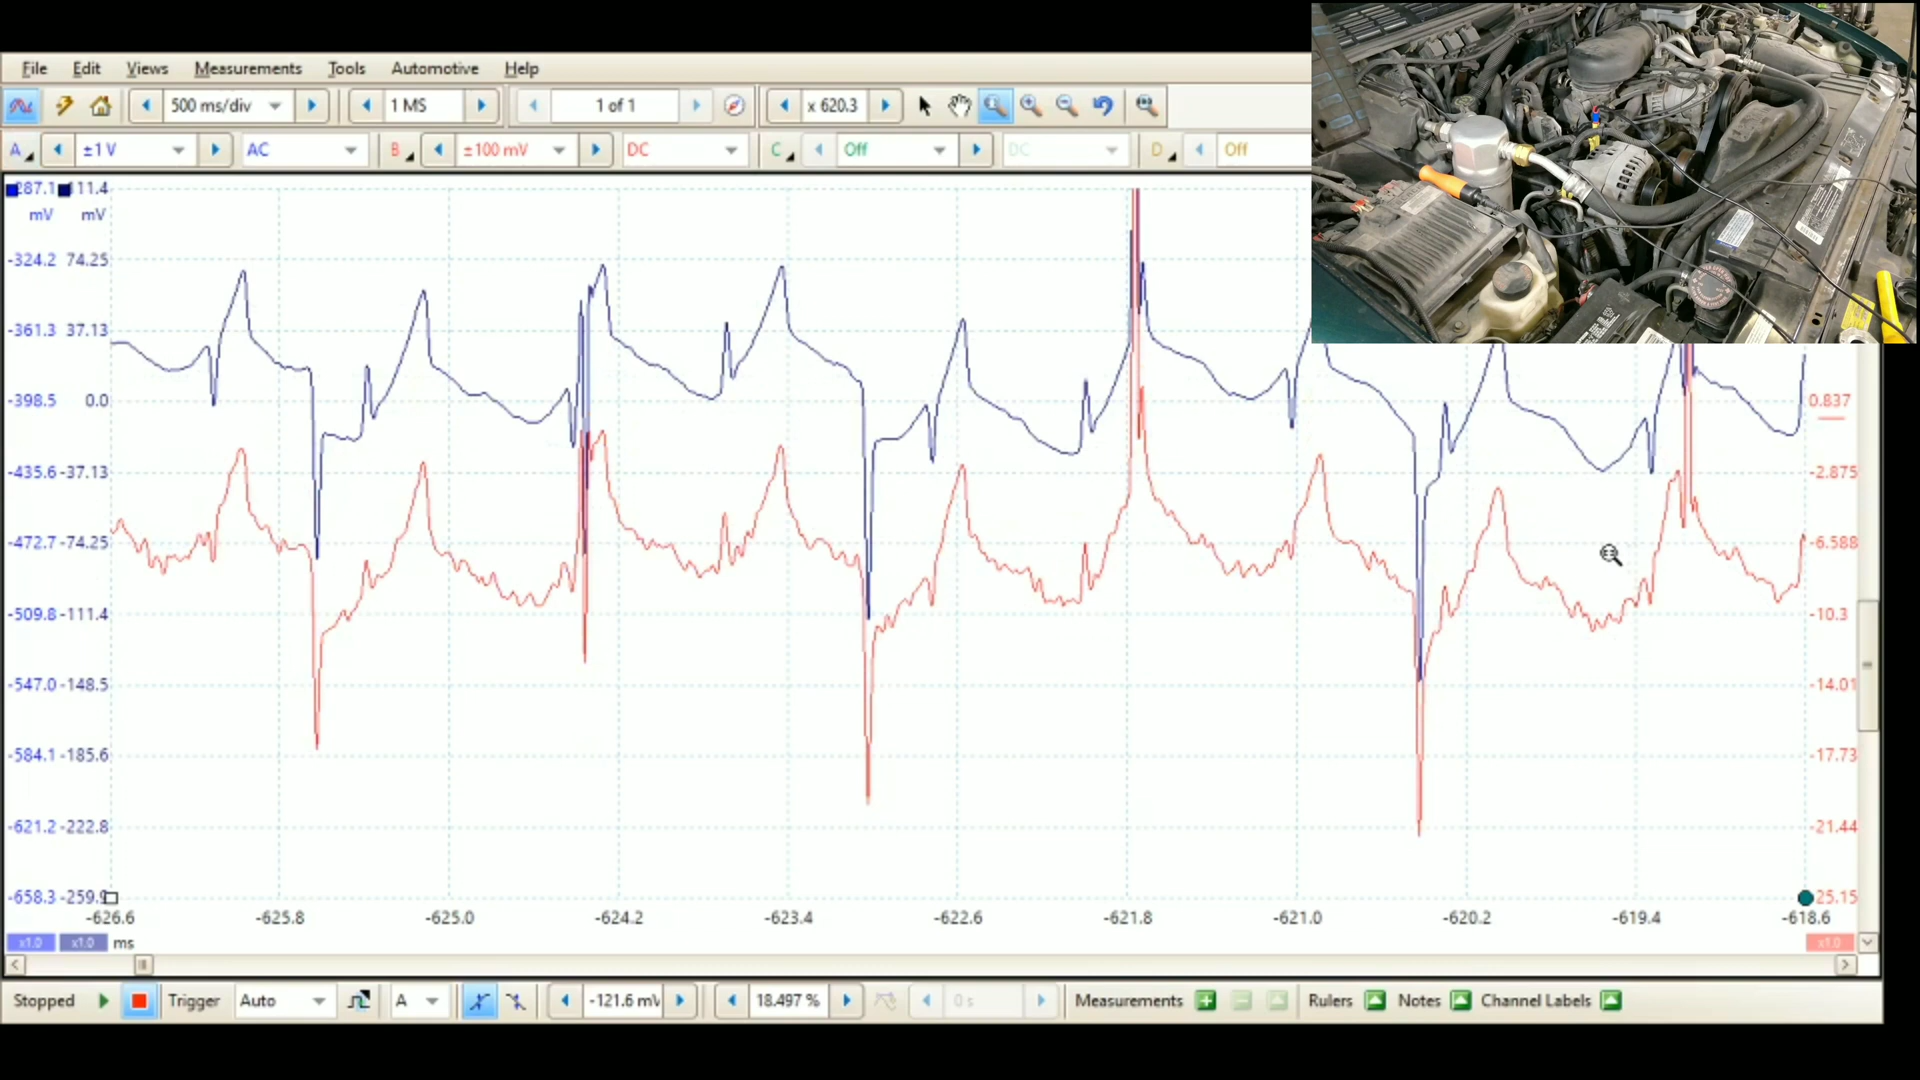 File Edit Views Measurements Tools Automotive Help
500 ms/div 1 MS 1 of 1 x 620.3
A ±1 V AC B ±100 mV DC C Off DC D Off
287.1 111.4
mV mV
-324.2 74.25
-361.3 37.13
-398.5 0.0 0.837
-435.6 -37.13 -2.875
-472.7 -74.25 -6.588
-509.8 -111.4 -10.3
-547.0 -148.5 -14.01
-584.1 -185.6 -17.73
-621.2 -222.8 -21.44
-658.3 -259.9 25.15
-626.6 -625.8 -625.0 -624.2 -623.4 -622.6 -621.8 -621.0 -620.2 -619.4 -618.6
x1.0 x1.0 ms x1.0
Stopped Trigger Auto A -121.6 mV 18.497 % 0 s Measurements Rulers Notes Channel Labels